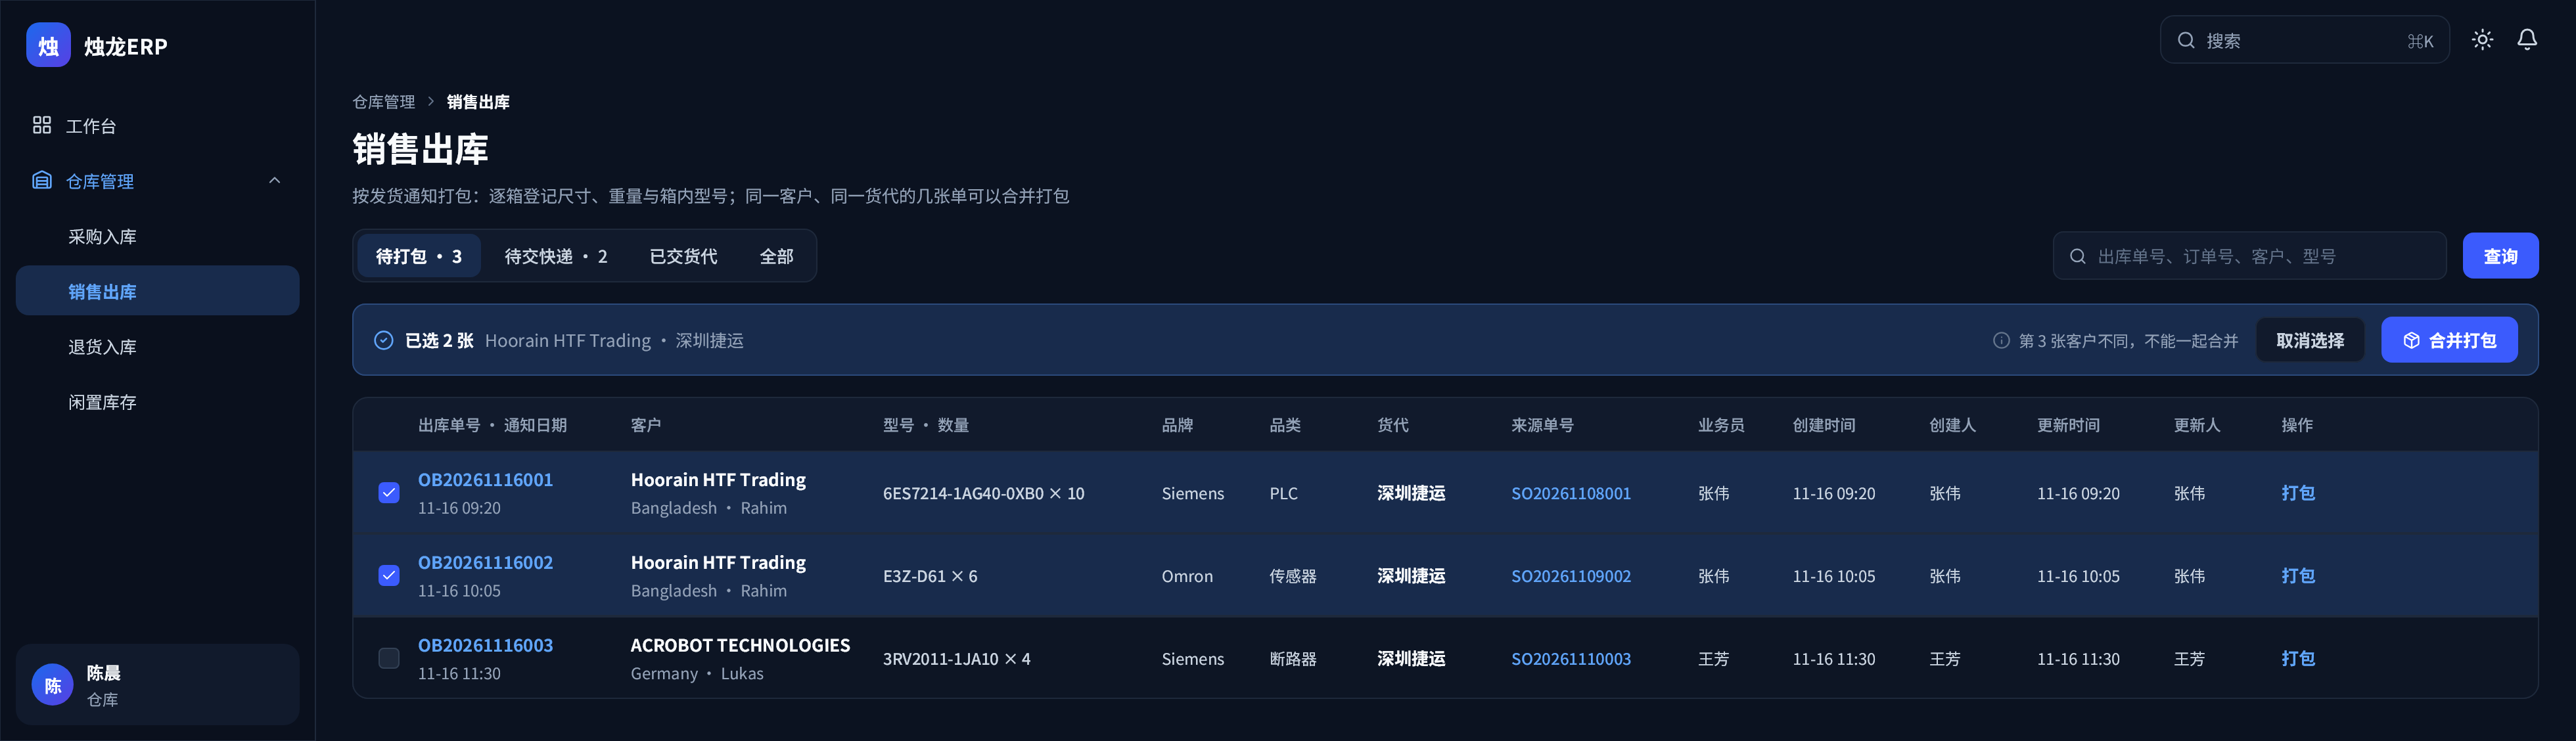 烛 烛龙ERP
搜索 ⌘K
工作台
仓库管理
采购入库
销售出库
退货入库
闲置库存
陈 陈晨
仓库
仓库管理 > 销售出库
销售出库
按发货通知打包：逐箱登记尺寸、重量与箱内型号；同一客户、同一货代的几张单可以合并打包
待打包 · 3 待交快递 · 2 已交货代 全部
出库单号、订单号、客户、型号 查询
已选 2 张 Hoorain HTF Trading · 深圳捷运 第 3 张客户不同，不能一起合并 取消选择 合并打包
出库单号 · 通知日期 客户 型号 · 数量 品牌 品类 货代 来源单号 业务员 创建时间 创建人 更新时间 更新人 操作
OB20261116001 Hoorain HTF Trading 6ES7214-1AG40-0XB0 × 10 Siemens PLC 深圳捷运 SO20261108001 张伟 11-16 09:20 张伟 11-16 09:20 张伟 打包
11-16 09:20 Bangladesh · Rahim
OB20261116002 Hoorain HTF Trading E3Z-D61 × 6 Omron 传感器 深圳捷运 SO20261109002 张伟 11-16 10:05 张伟 11-16 10:05 张伟 打包
11-16 10:05 Bangladesh · Rahim
OB20261116003 ACROBOT TECHNOLOGIES 3RV2011-1JA10 × 4 Siemens 断路器 深圳捷运 SO20261110003 王芳 11-16 11:30 王芳 11-16 11:30 王芳 打包
11-16 11:30 Germany · Lukas